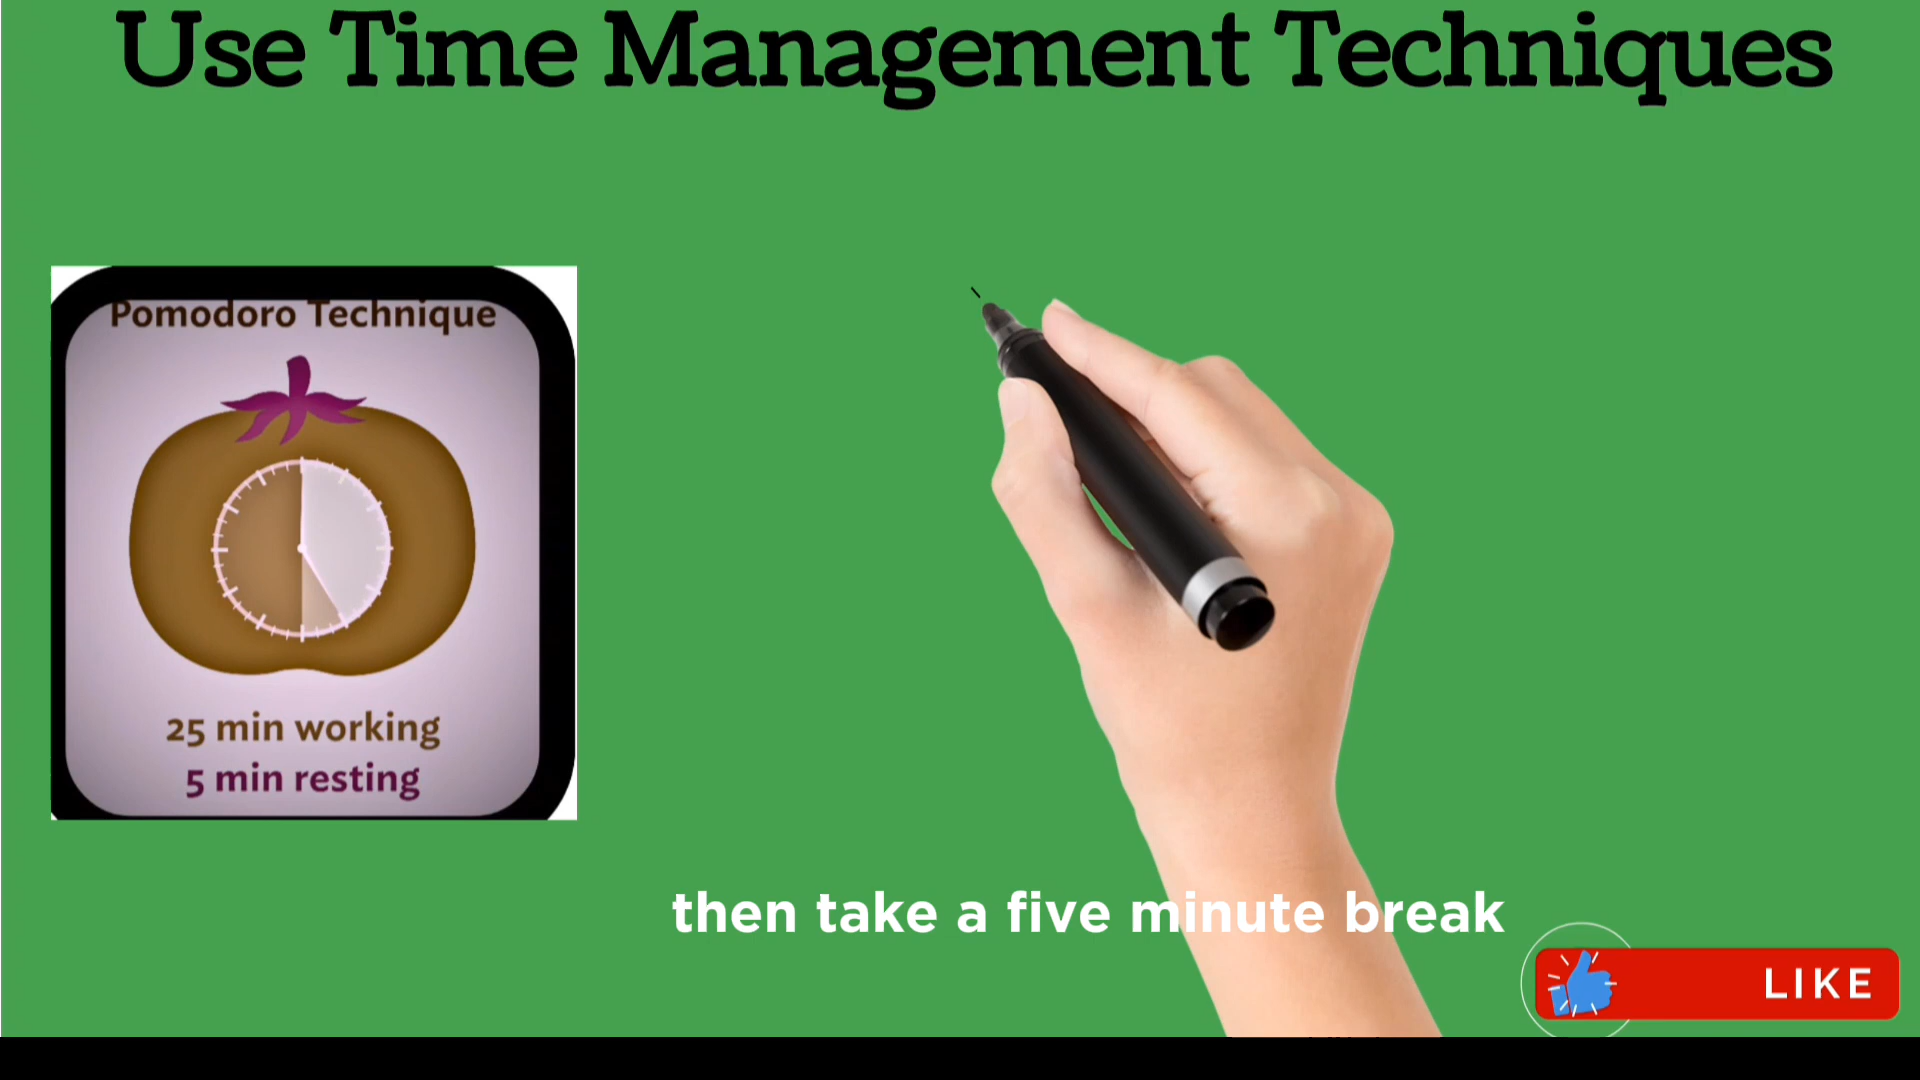 Use Time Management Techniques
Pomodoro Technique
25 min working
5 min resting
then take a five minute break
LIKE